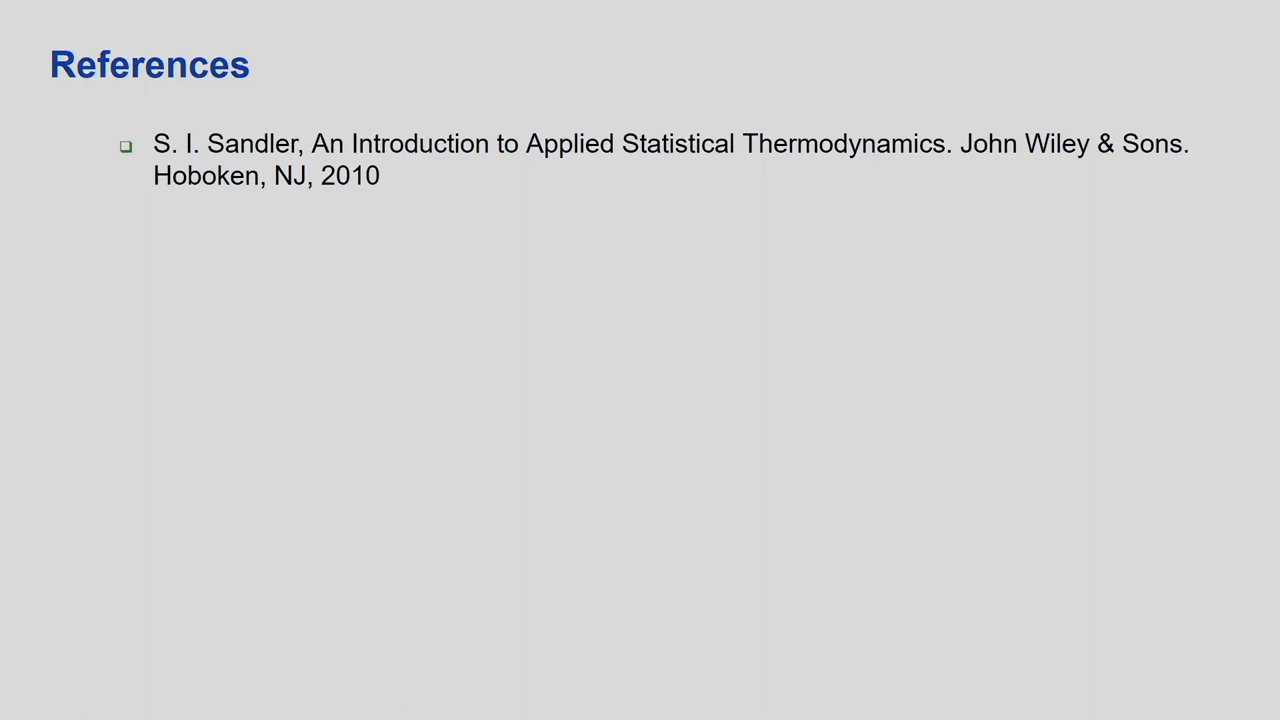 References
S. I. Sandler, An Introduction to Applied Statistical Thermodynamics. John Wiley & Sons.
Hoboken, NJ, 2010